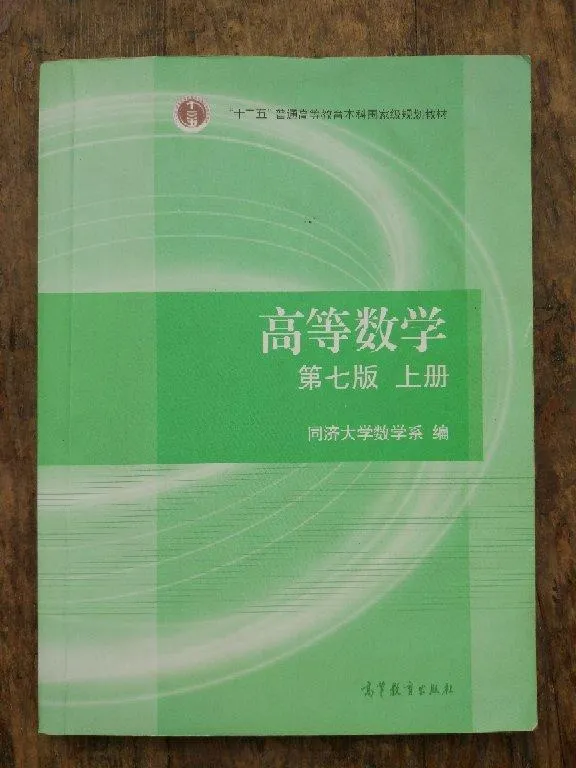 "十二五"普通高等教育本科国家级规划教材
高等数学
第七版 上册
同济大学数学系 编
高等教育出版社